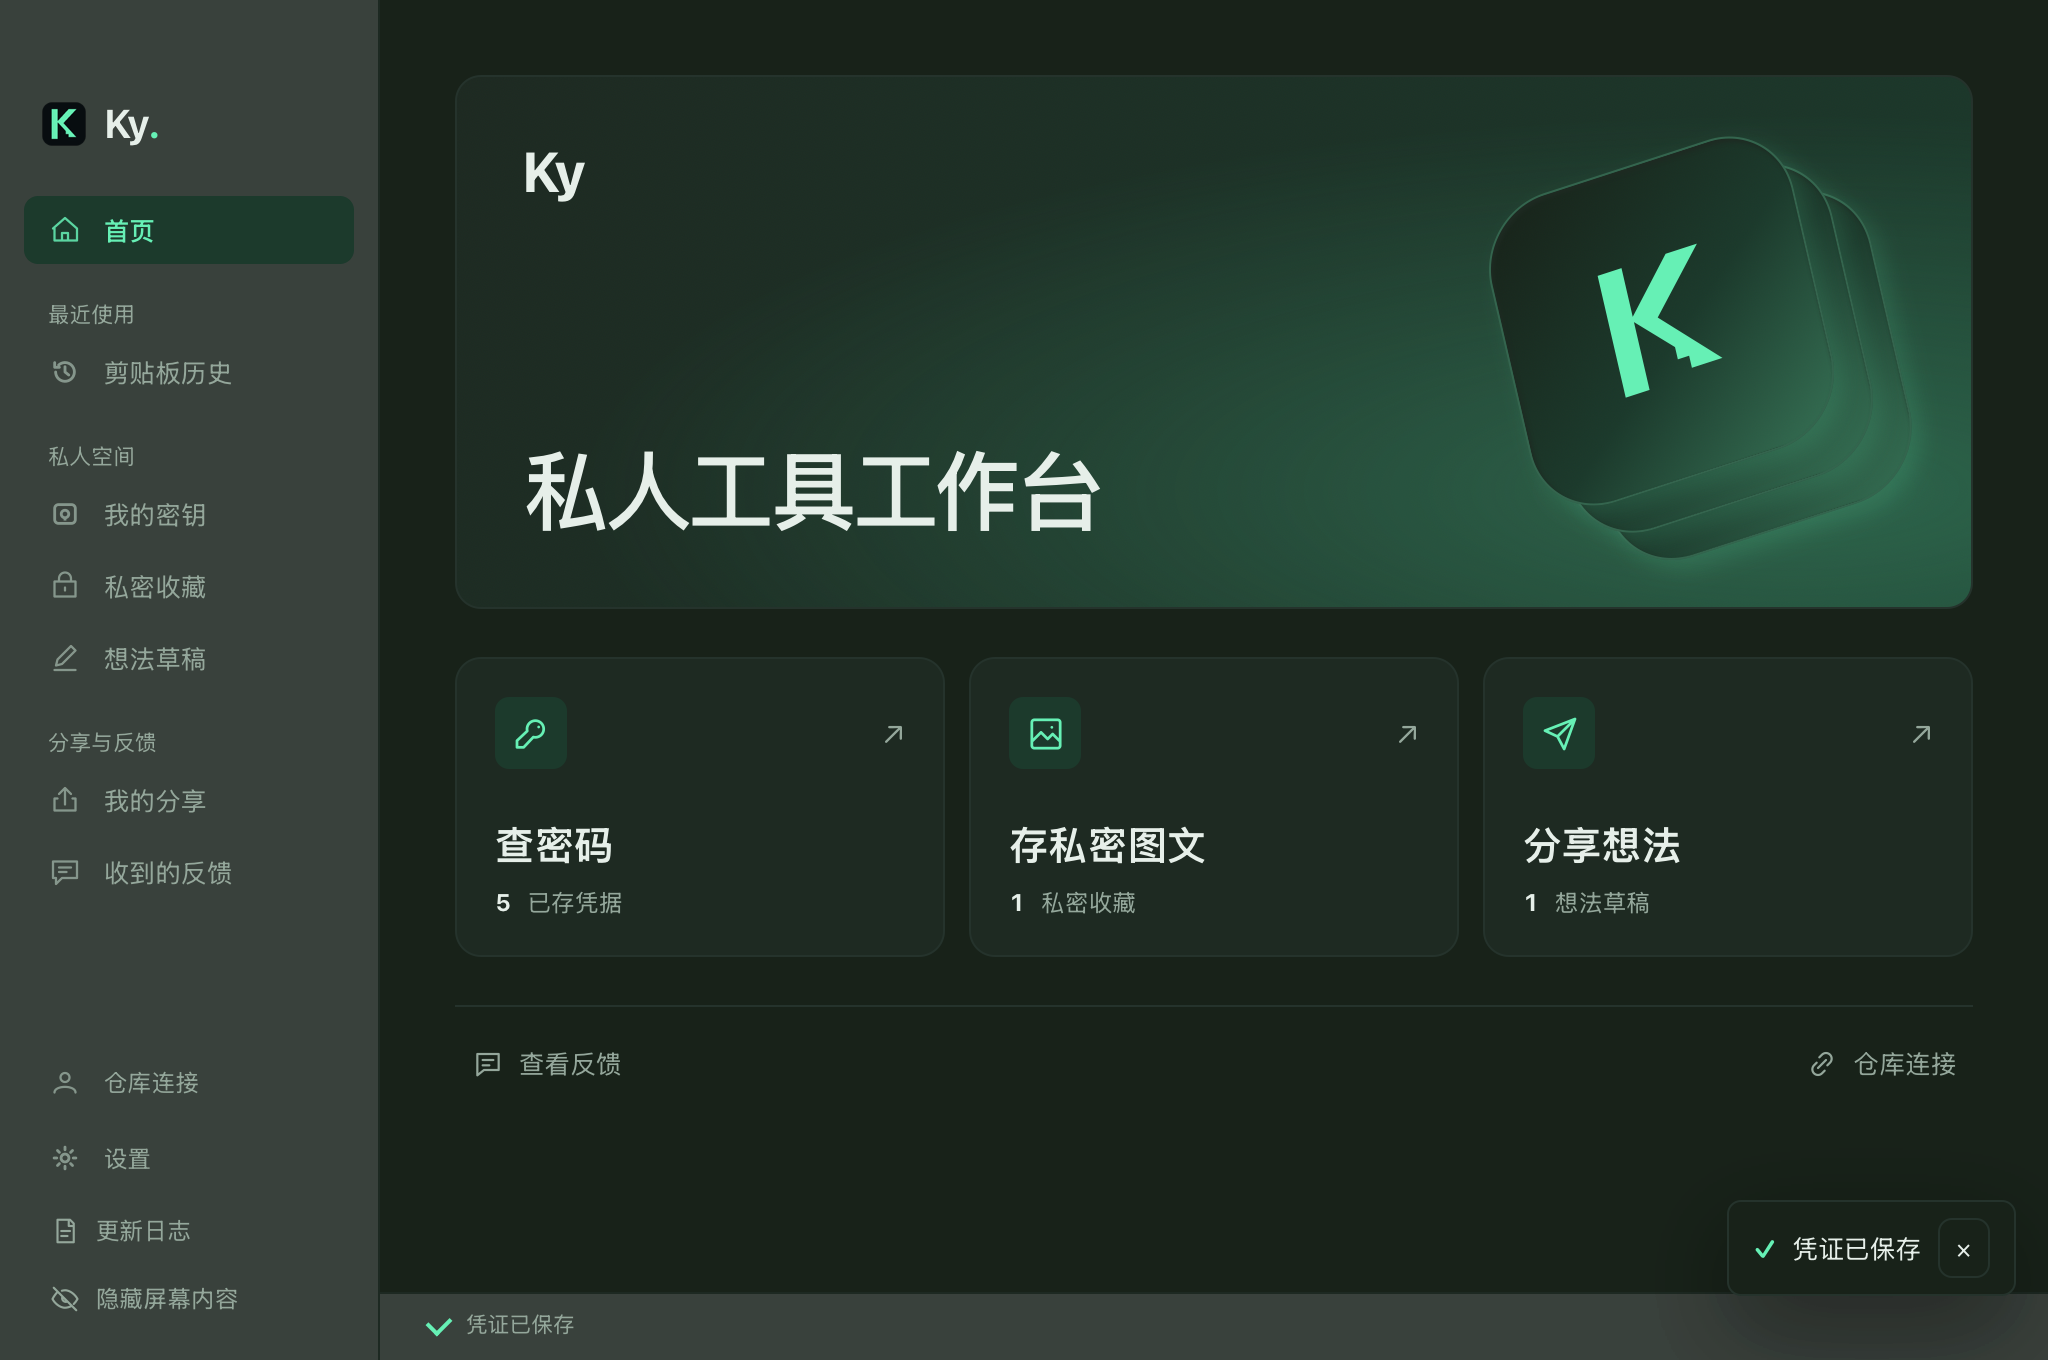 Ky.
首页
最近使用
剪贴板历史
私人空间
我的密钥
私密收藏
想法草稿
分享与反馈
我的分享
收到的反馈
仓库连接
设置
更新日志
隐藏屏幕内容
Ky
私人工具工作台
K
查密码
5 已存凭据
存私密图文
1 私密收藏
分享想法
1 想法草稿
查看反馈
仓库连接
凭证已保存 ×
凭证已保存